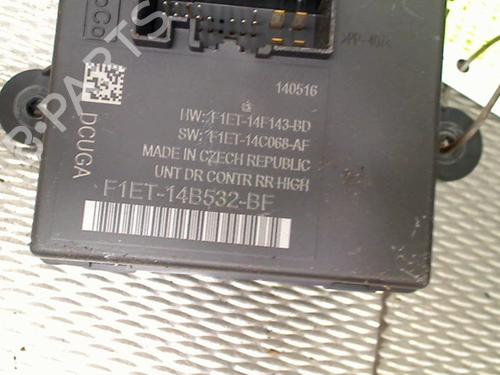 140516
HW: F1ET-14F143-BD
SW: F1ET-14C068-AF
MADE IN CZECH REPUBLIC
UNT DR CONTR RR-HIGH
F1ET-14B532-BF
DCUGA
B-PARTS